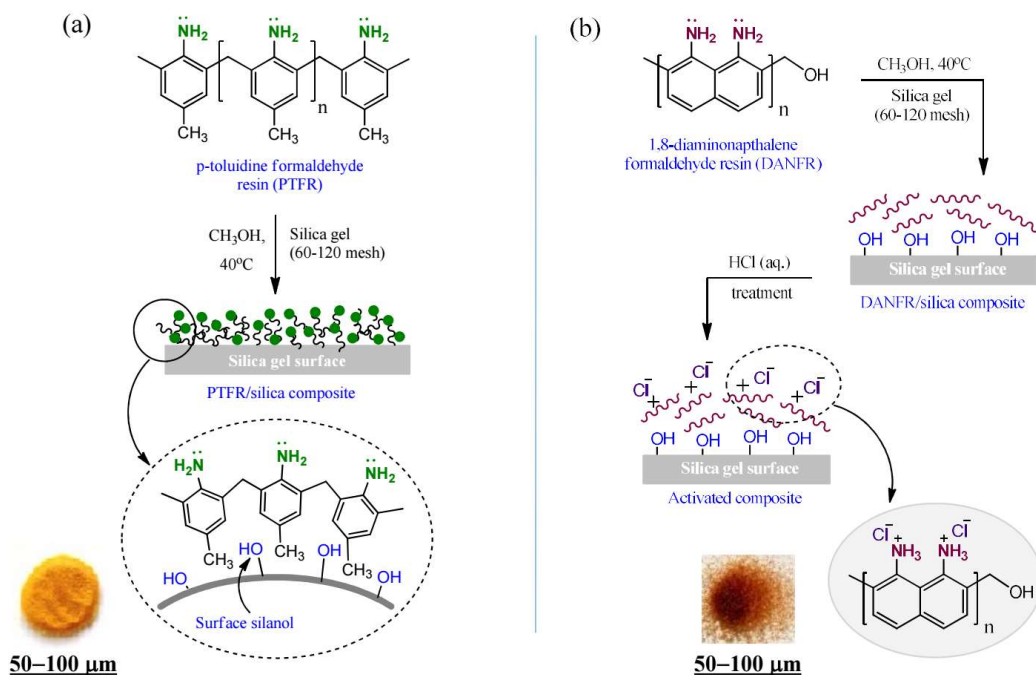 (a)
NH2 NH2 NH2
n
CH3 CH3 CH3
p-toluidine formaldehyde
resin (PTFR)
CH3OH,
40°C
Silica gel
(60-120 mesh)
Silica gel surface
PTFR/silica composite
H2N NH2 NH2
CH3 CH3 CH3
HO HO OH OH
Surface silanol
50–100 μm
(b)
NH2 NH2
OH
n
1,8-diaminonapthalene
formaldehyde resin (DANFR)
CH3OH, 40°C
Silica gel
(60-120 mesh)
OH OH OH OH
Silica gel surface
DANFR/silica composite
HCl (aq.)
treatment
Cl− Cl− Cl− Cl−
+ + + +
OH OH OH OH
Silica gel surface
Activated composite
Cl− Cl−
+ +
NH3 NH3
OH
n
50–100 μm